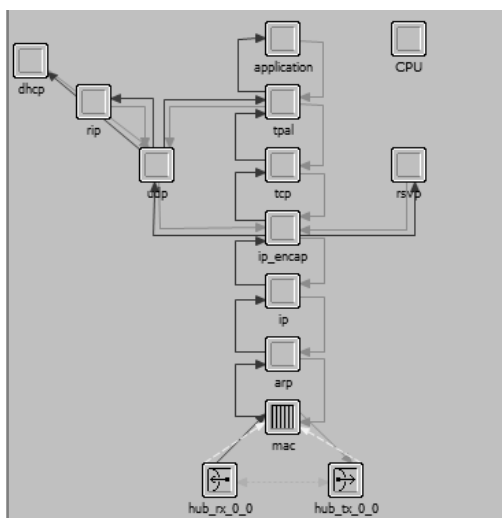 application
CPU
dhcp
rip
tpal
udp
tcp
rsvp
ip_encap
ip
arp
mac
hub_rx_0_0
hub_tx_0_0